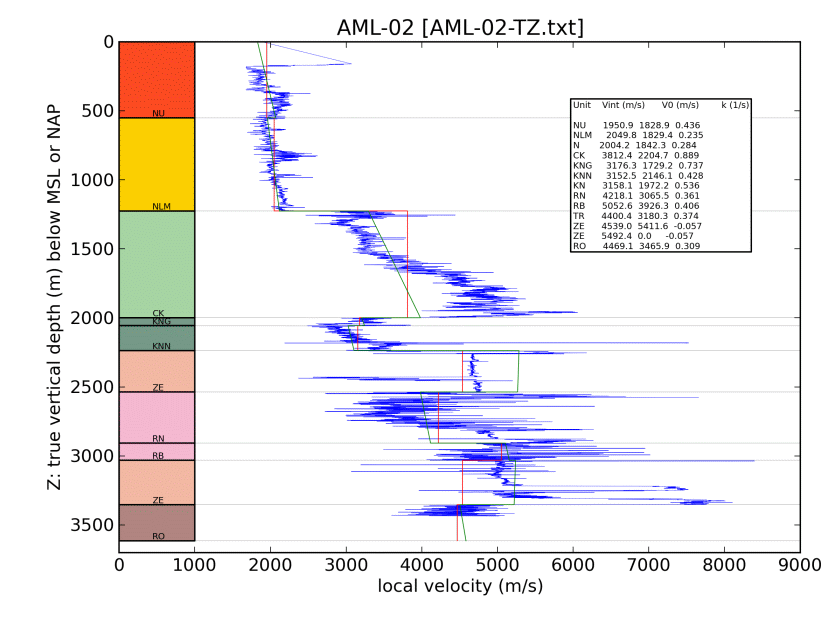 AML-02 [AML-02-TZ.txt]
Z: true vertical depth (m) below MSL or NAP
0
500
1000
1500
2000
2500
3000
3500
NU
NLM
CK
KNG
KNN
ZE
RN
RB
ZE
RO
Unit Vint (m/s) V0 (m/s) k (1/s)
NU 1950.9 1828.9 0.436
NLM 2049.8 1829.4 0.235
N 2004.2 1842.3 0.284
CK 3812.4 2204.7 0.889
KNG 3176.3 1729.2 0.737
KNN 3152.5 2146.1 0.428
KN 3158.1 1972.2 0.536
RN 4218.1 3065.5 0.361
RB 5052.6 3926.3 0.406
TR 4400.4 3180.3 0.374
ZE 4539.0 5411.6 -0.057
ZE 5492.4 0.0 -0.057
RO 4469.1 3465.9 0.309
0 1000 2000 3000 4000 5000 6000 7000 8000 9000
local velocity (m/s)